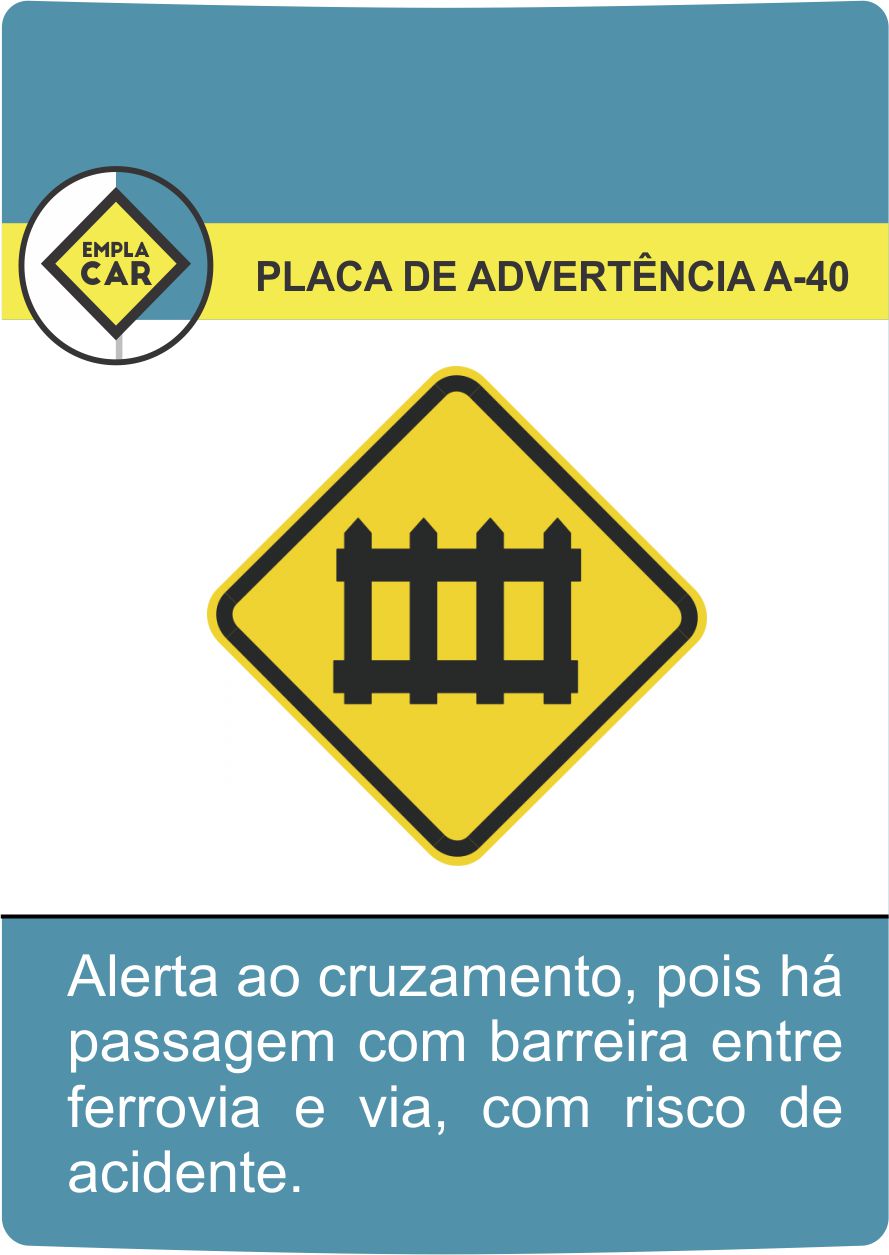 EMPLA
CAR
PLACA DE ADVERTÊNCIA A-40
Alerta ao cruzamento, pois há
passagem com barreira entre
ferrovia e via, com risco de
acidente.